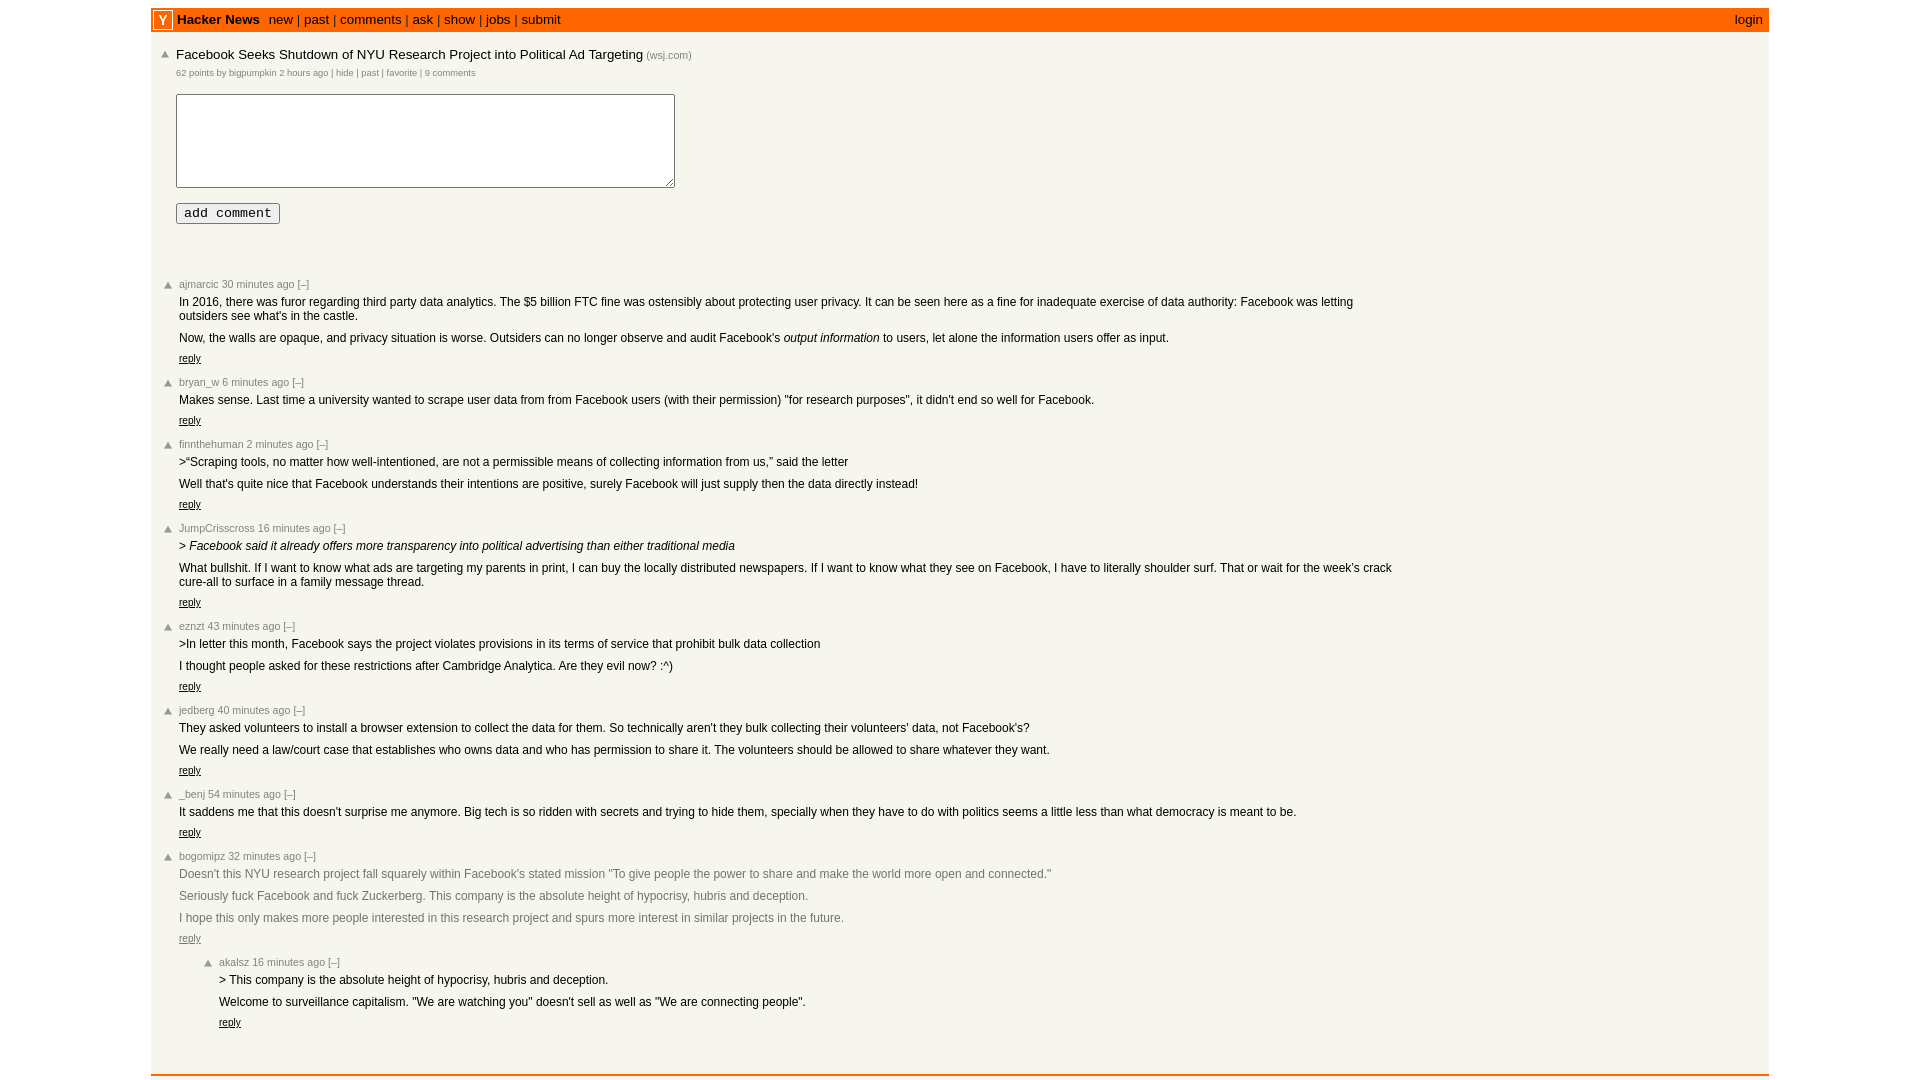 Y Hacker News new | past | comments | ask | show | jobs | submit login
Facebook Seeks Shutdown of NYU Research Project into Political Ad Targeting (wsj.com)
62 points by bigpumpkin 2 hours ago | hide | past | favorite | 9 comments
add comment
ajmarcic 30 minutes ago [–]
In 2016, there was furor regarding third party data analytics. The $5 billion FTC fine was ostensibly about protecting user privacy. It can be seen here as a fine for inadequate exercise of data authority: Facebook was letting
outsiders see what's in the castle.
Now, the walls are opaque, and privacy situation is worse. Outsiders can no longer observe and audit Facebook's output information to users, let alone the information users offer as input.
reply
bryan_w 6 minutes ago [–]
Makes sense. Last time a university wanted to scrape user data from from Facebook users (with their permission) "for research purposes", it didn't end so well for Facebook.
reply
finnthehuman 2 minutes ago [–]
>“Scraping tools, no matter how well-intentioned, are not a permissible means of collecting information from us,” said the letter
Well that's quite nice that Facebook understands their intentions are positive, surely Facebook will just supply then the data directly instead!
reply
JumpCrisscross 16 minutes ago [–]
> Facebook said it already offers more transparency into political advertising than either traditional media
What bullshit. If I want to know what ads are targeting my parents in print, I can buy the locally distributed newspapers. If I want to know what they see on Facebook, I have to literally shoulder surf. That or wait for the week’s crack
cure-all to surface in a family message thread.
reply
eznzt 43 minutes ago [–]
>In letter this month, Facebook says the project violates provisions in its terms of service that prohibit bulk data collection
I thought people asked for these restrictions after Cambridge Analytica. Are they evil now? :^)
reply
jedberg 40 minutes ago [–]
They asked volunteers to install a browser extension to collect the data for them. So technically aren't they bulk collecting their volunteers' data, not Facebook's?
We really need a law/court case that establishes who owns data and who has permission to share it. The volunteers should be allowed to share whatever they want.
reply
_benj 54 minutes ago [–]
It saddens me that this doesn't surprise me anymore. Big tech is so ridden with secrets and trying to hide them, specially when they have to do with politics seems a little less than what democracy is meant to be.
reply
bogomipz 32 minutes ago [–]
Doesn't this NYU research project fall squarely within Facebook's stated mission "To give people the power to share and make the world more open and connected."
Seriously fuck Facebook and fuck Zuckerberg. This company is the absolute height of hypocrisy, hubris and deception.
I hope this only makes more people interested in this research project and spurs more interest in similar projects in the future.
reply
akalsz 16 minutes ago [–]
> This company is the absolute height of hypocrisy, hubris and deception.
Welcome to surveillance capitalism. "We are watching you" doesn't sell as well as "We are connecting people".
reply